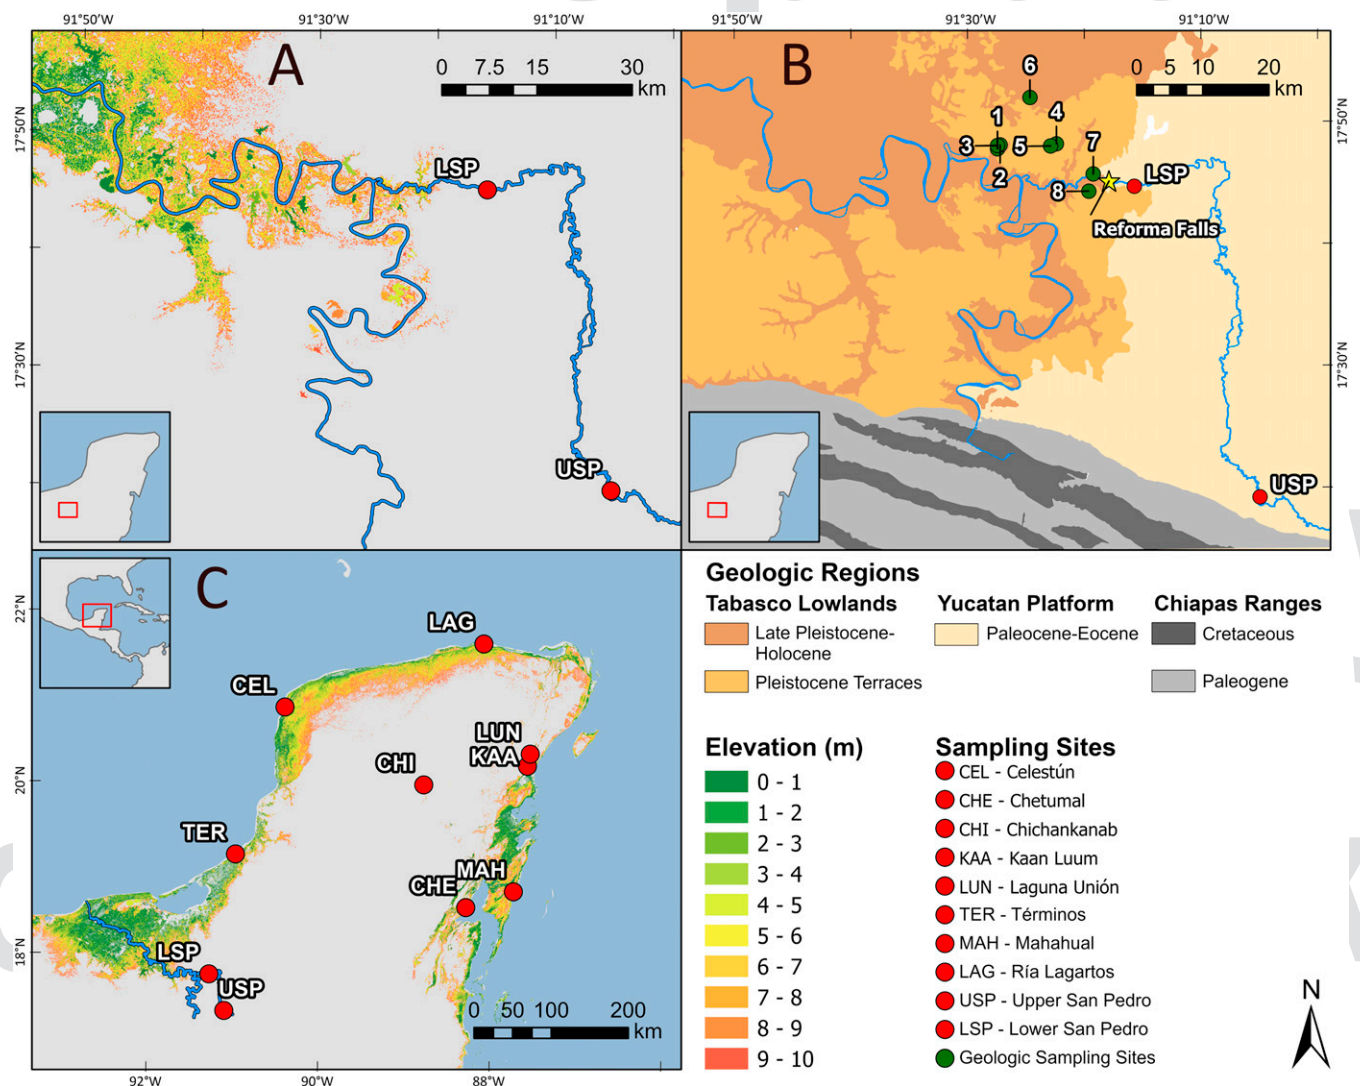 91°50'W
91°30'W
91°10'W
91°50'W
91°30'W
91°10'W
A
0 7.5 15 30
km
17°50'N
LSP
17°30'N
USP
B
0 5 10 20
km
6
1
4
3
5
7
2
8
LSP
Reforma Falls
17°50'N
17°30'N
USP
C
22°N
20°N
18°N
LAG
CEL
LUN
KAA
CHI
TER
MAH
CHE
LSP
USP
0 50 100 200
km
92°W
90°W
88°W
Geologic Regions
Tabasco Lowlands
Late Pleistocene-
Holocene
Pleistocene Terraces
Yucatan Platform
Paleocene-Eocene
Chiapas Ranges
Cretaceous
Paleogene
Elevation (m)
0 - 1
1 - 2
2 - 3
3 - 4
4 - 5
5 - 6
6 - 7
7 - 8
8 - 9
9 - 10
Sampling Sites
CEL - Celestún
CHE - Chetumal
CHI - Chichankanab
KAA - Kaan Luum
LUN - Laguna Unión
TER - Términos
MAH - Mahahual
LAG - Ría Lagartos
USP - Upper San Pedro
LSP - Lower San Pedro
Geologic Sampling Sites
N